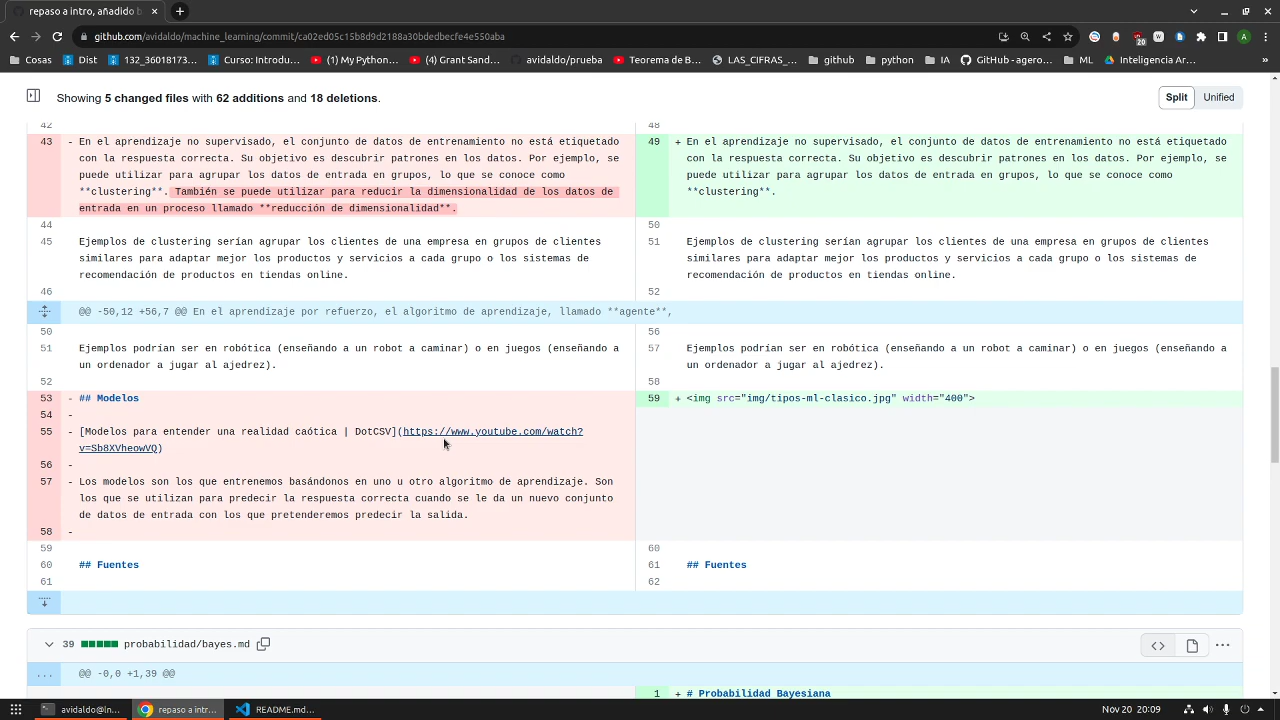 repaso a intro, añadido b
github.com/avidaldo/machine_learning/commit/ca02ed05c15b8d9d2188a30bdedbecfe4e550aba
20
A
Cosas Dist 132_36018173... Curso: Introdu... (1) My Python... (4) Grant Sand... avidaldo/prueba Teorema de B... LAS_CIFRAS_... github python IA GitHub - agero... ML Inteligencia Ar... »
Showing 5 changed files with 62 additions and 18 deletions.
Split Unified
42 48
43 - En el aprendizaje no supervisado, el conjunto de datos de entrenamiento no está etiquetado
con la respuesta correcta. Su objetivo es descubrir patrones en los datos. Por ejemplo, se
puede utilizar para agrupar los datos de entrada en grupos, lo que se conoce como
**clustering**. También se puede utilizar para reducir la dimensionalidad de los datos de
entrada en un proceso llamado **reducción de dimensionalidad**.
49 + En el aprendizaje no supervisado, el conjunto de datos de entrenamiento no está etiquetado
con la respuesta correcta. Su objetivo es descubrir patrones en los datos. Por ejemplo, se
puede utilizar para agrupar los datos de entrada en grupos, lo que se conoce como
**clustering**.
44 50
45 Ejemplos de clustering serían agrupar los clientes de una empresa en grupos de clientes
similares para adaptar mejor los productos y servicios a cada grupo o los sistemas de
recomendación de productos en tiendas online.
51 Ejemplos de clustering serían agrupar los clientes de una empresa en grupos de clientes
similares para adaptar mejor los productos y servicios a cada grupo o los sistemas de
recomendación de productos en tiendas online.
46 52
@@ -50,12 +56,7 @@ En el aprendizaje por refuerzo, el algoritmo de aprendizaje, llamado **agente**,
50 56
51 Ejemplos podrían ser en robótica (enseñando a un robot a caminar) o en juegos (enseñando a
un ordenador a jugar al ajedrez).
57 Ejemplos podrían ser en robótica (enseñando a un robot a caminar) o en juegos (enseñando a
un ordenador a jugar al ajedrez).
52 58
53 - ## Modelos
59 + <img src="img/tipos-ml-clasico.jpg" width="400">
54 -
55 - [Modelos para entender una realidad caótica | DotCSV](https://www.youtube.com/watch?
v=Sb8XVheowVQ)
56 -
57 - Los modelos son los que entrenemos basándonos en uno u otro algoritmo de aprendizaje. Son
los que se utilizan para predecir la respuesta correcta cuando se le da un nuevo conjunto
de datos de entrada con los que pretenderemos predecir la salida.
58 -
59 60
60 ## Fuentes 61 ## Fuentes
61 62
39 probabilidad/bayes.md
... @@ -0,0 +1,39 @@
1 + # Probabilidad Bayesiana
avidaldo@ln... repaso a intr... README.md... Nov 20 20:09